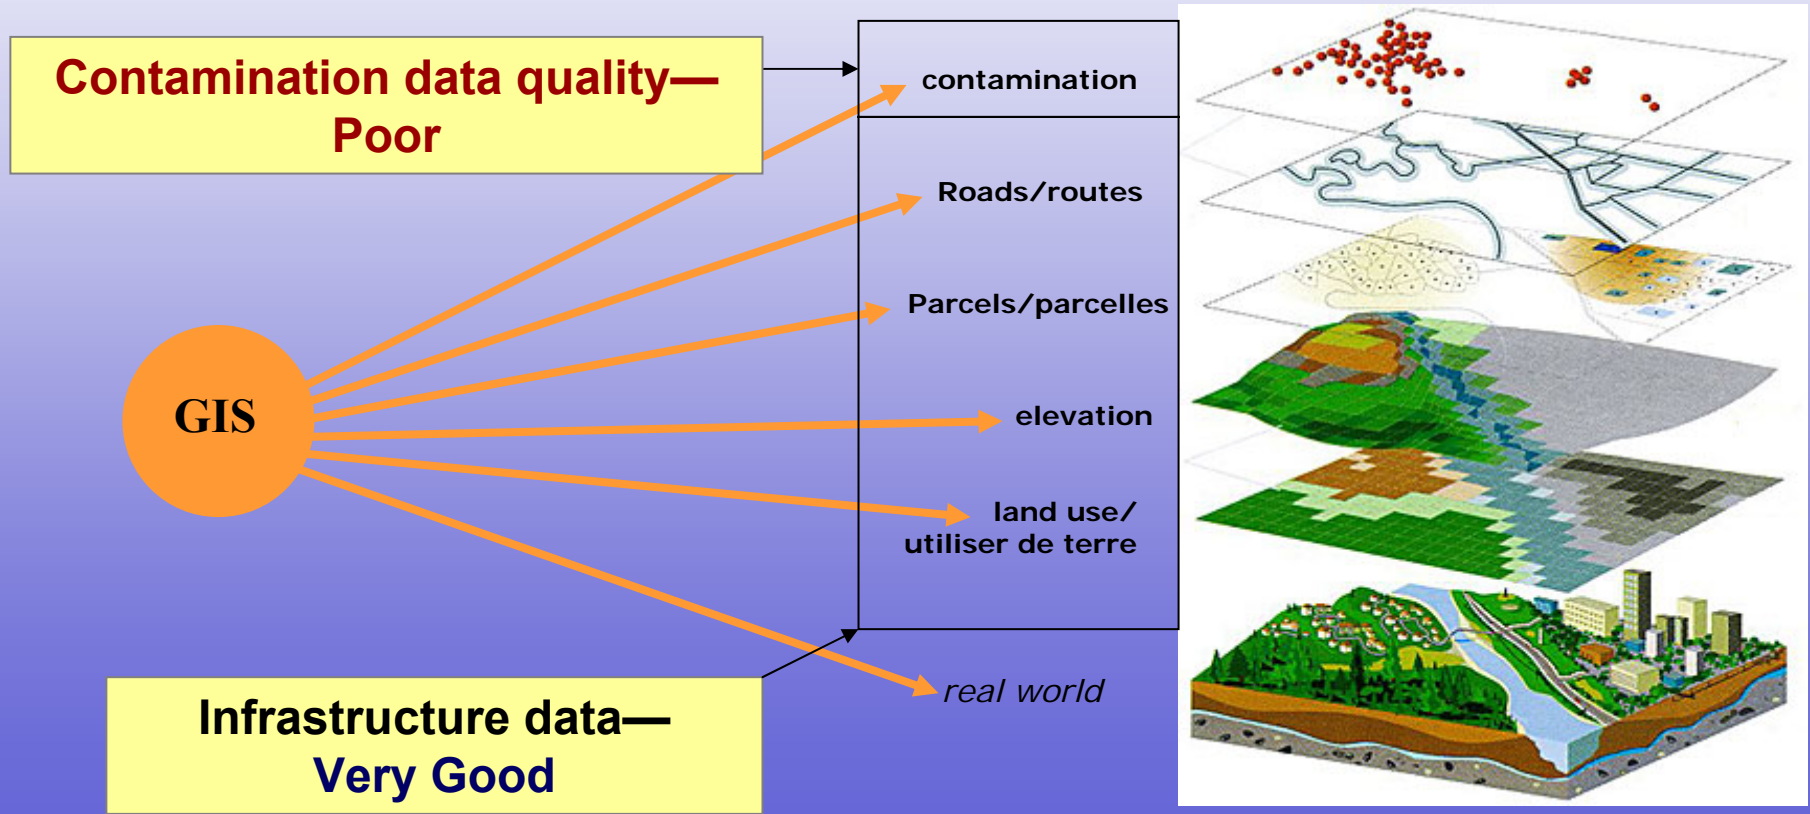 Contamination data quality—
Poor
contamination
Roads/routes
Parcels/parcelles
GIS
elevation
land use/
utiliser de terre
real world
Infrastructure data—
Very Good